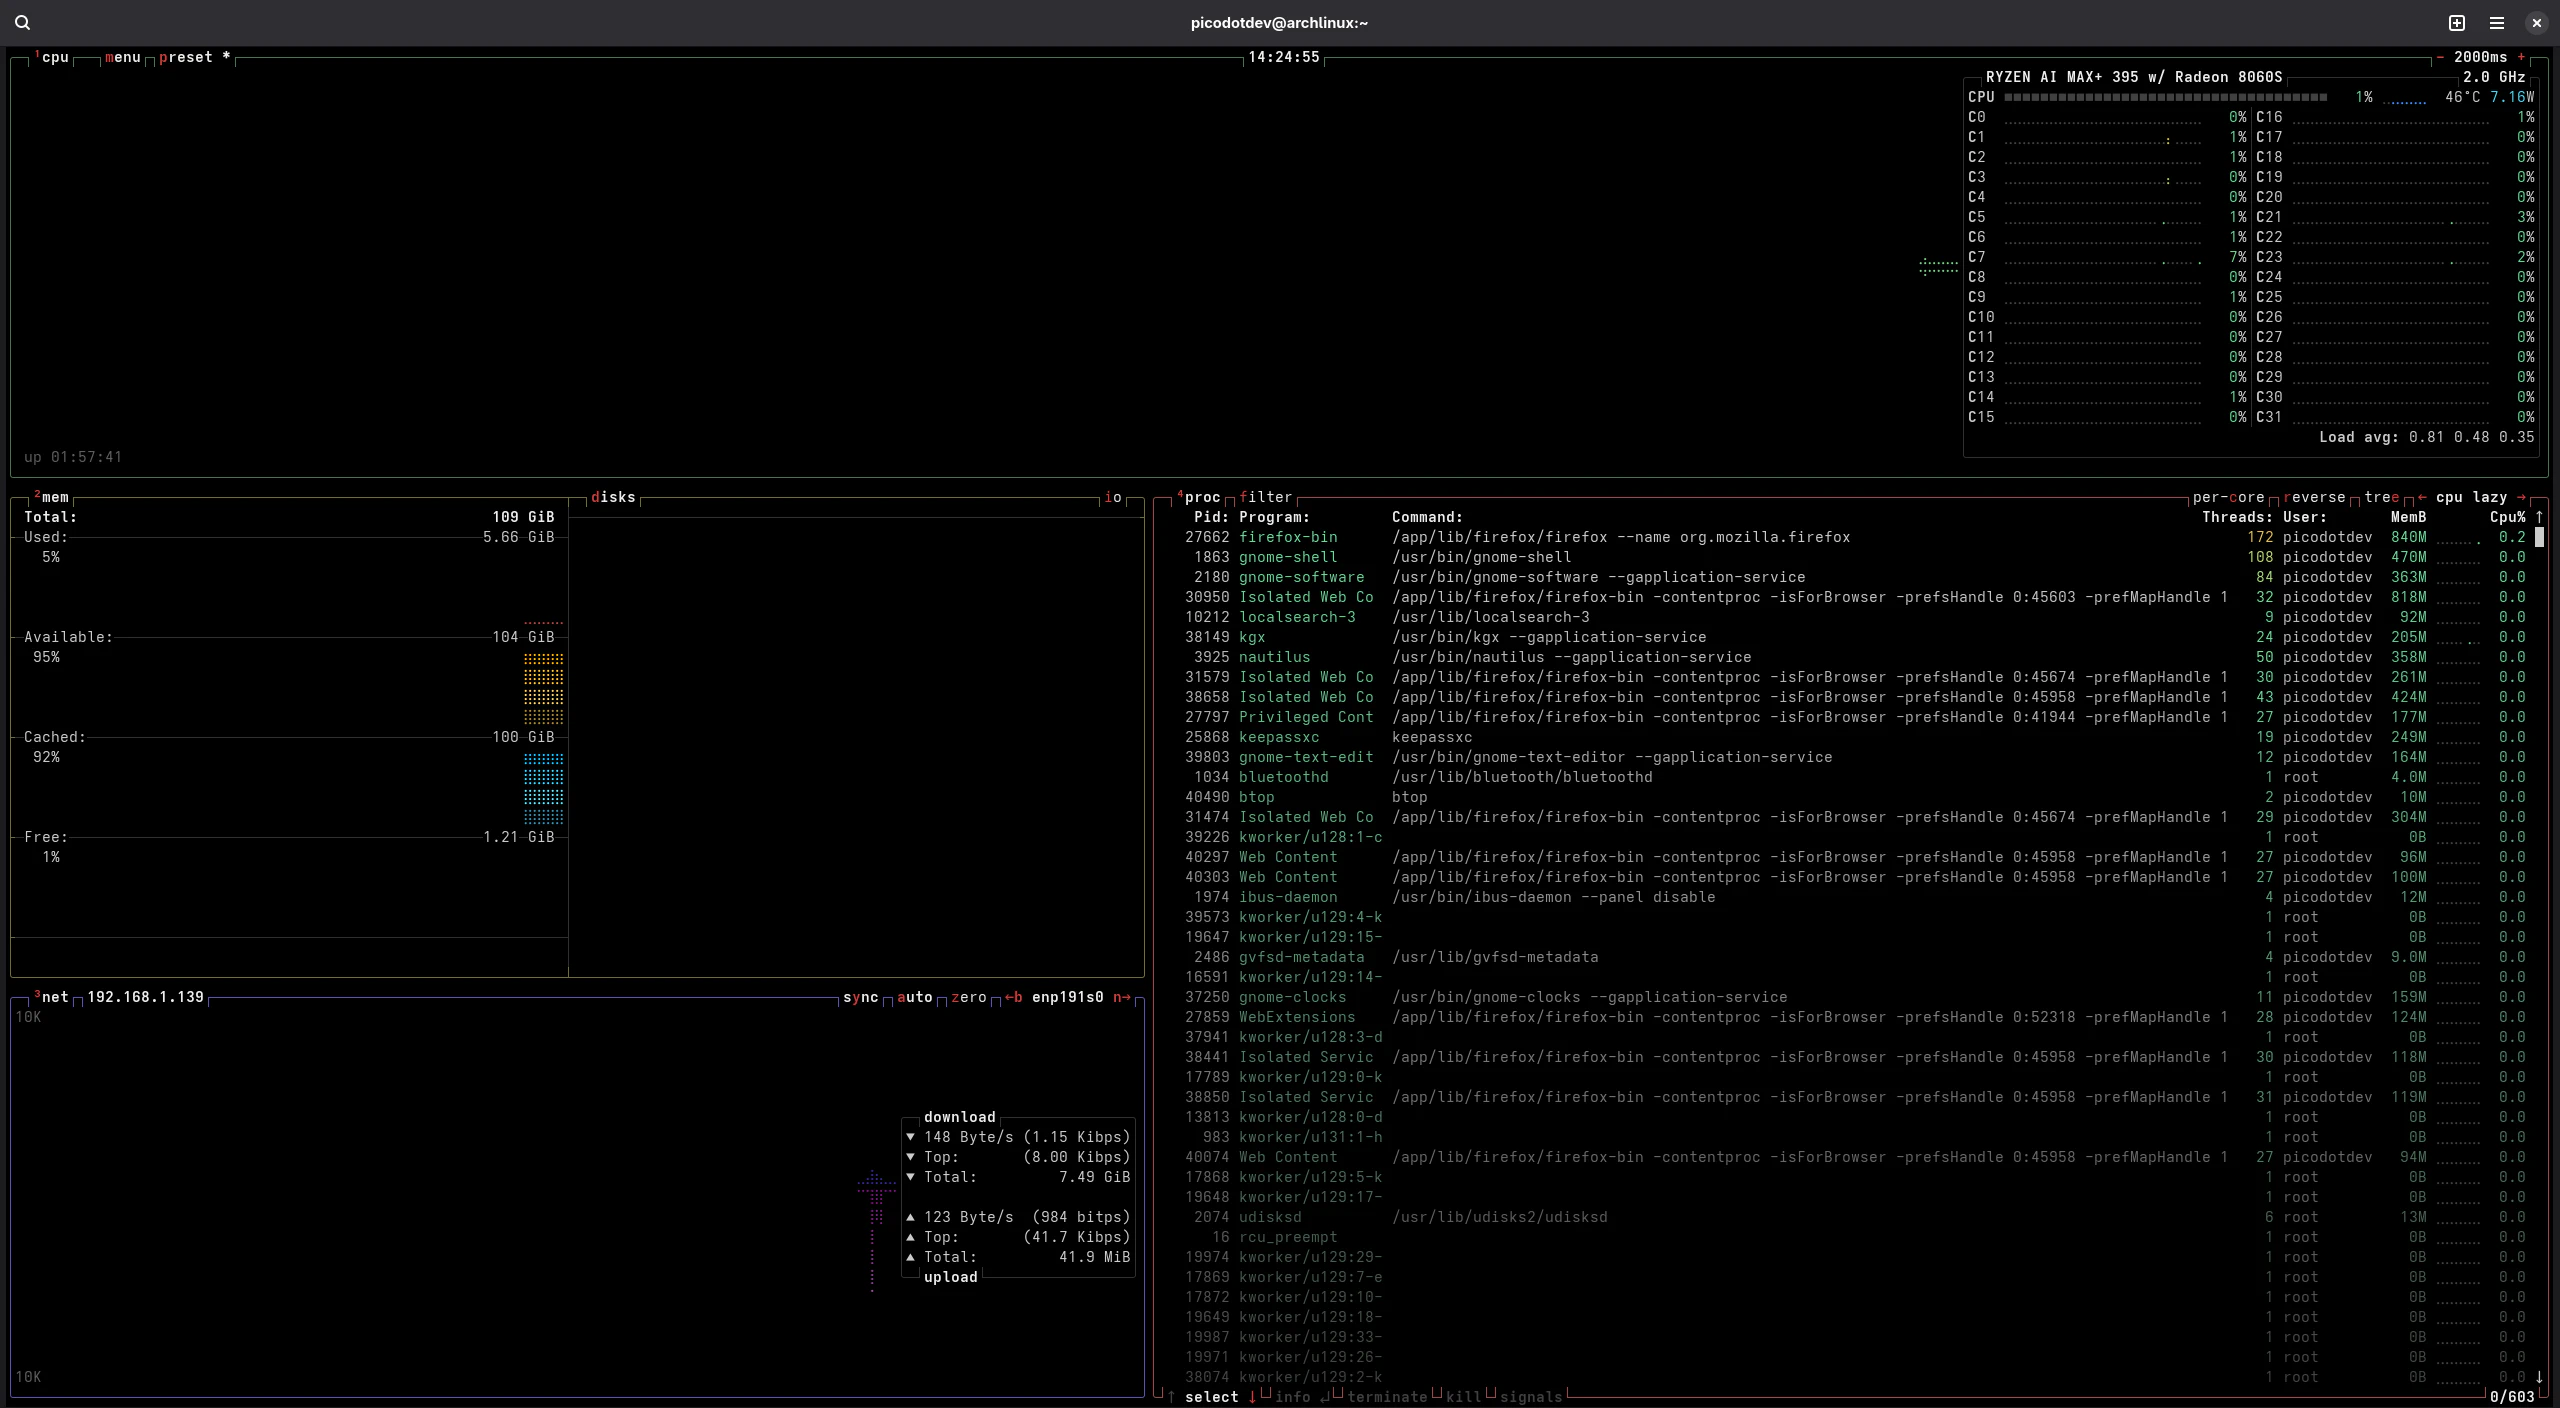 picodotdev@archlinux:~
¹cpu menu preset * 14:24:55 - 2000ms +
RYZEN AI MAX+ 395 w/ Radeon 8060S 2.0 GHz
CPU 1% 46°C 7.16W
C0 0% C16 1%
C1 1% C17 0%
C2 1% C18 0%
C3 0% C19 0%
C4 0% C20 0%
C5 1% C21 3%
C6 1% C22 0%
C7 7% C23 2%
C8 0% C24 0%
C9 1% C25 0%
C10 0% C26 0%
C11 0% C27 0%
C12 0% C28 0%
C13 0% C29 0%
C14 1% C30 0%
C15 0% C31 0%
Load avg: 0.81 0.48 0.35
up 01:57:41
²mem disks io
Total: 109 GiB
Used: 5.66 GiB
5%
Available: 104 GiB
95%
Cached: 100 GiB
92%
Free: 1.21 GiB
1%
³net 192.168.1.139 sync auto zero ←b enp191s0 n→
10K
download
▼ 148 Byte/s (1.15 Kibps)
▼ Top: (8.00 Kibps)
▼ Total: 7.49 GiB
▲ 123 Byte/s (984 bitps)
▲ Top: (41.7 Kibps)
▲ Total: 41.9 MiB
upload
10K
⁴proc filter per-core reverse tree ← cpu lazy →
Pid: Program: Command: Threads: User: MemB Cpu% ↑
27662 firefox-bin /app/lib/firefox/firefox --name org.mozilla.firefox 172 picodotdev 840M 0.2
1863 gnome-shell /usr/bin/gnome-shell 108 picodotdev 470M 0.0
2180 gnome-software /usr/bin/gnome-software --gapplication-service 84 picodotdev 363M 0.0
30950 Isolated Web Co /app/lib/firefox/firefox-bin -contentproc -isForBrowser -prefsHandle 0:45603 -prefMapHandle 1 32 picodotdev 818M 0.0
10212 localsearch-3 /usr/lib/localsearch-3 9 picodotdev 92M 0.0
38149 kgx /usr/bin/kgx --gapplication-service 24 picodotdev 205M 0.0
3925 nautilus /usr/bin/nautilus --gapplication-service 50 picodotdev 358M 0.0
31579 Isolated Web Co /app/lib/firefox/firefox-bin -contentproc -isForBrowser -prefsHandle 0:45674 -prefMapHandle 1 30 picodotdev 261M 0.0
38658 Isolated Web Co /app/lib/firefox/firefox-bin -contentproc -isForBrowser -prefsHandle 0:45958 -prefMapHandle 1 43 picodotdev 424M 0.0
27797 Privileged Cont /app/lib/firefox/firefox-bin -contentproc -isForBrowser -prefsHandle 0:41944 -prefMapHandle 1 27 picodotdev 177M 0.0
25868 keepassxc keepassxc 19 picodotdev 249M 0.0
39803 gnome-text-edit /usr/bin/gnome-text-editor --gapplication-service 12 picodotdev 164M 0.0
1034 bluetoothd /usr/lib/bluetooth/bluetoothd 1 root 4.0M 0.0
40490 btop btop 2 picodotdev 10M 0.0
31474 Isolated Web Co /app/lib/firefox/firefox-bin -contentproc -isForBrowser -prefsHandle 0:45674 -prefMapHandle 1 29 picodotdev 304M 0.0
39226 kworker/u128:1-c 1 root 0B 0.0
40297 Web Content /app/lib/firefox/firefox-bin -contentproc -isForBrowser -prefsHandle 0:45958 -prefMapHandle 1 27 picodotdev 96M 0.0
40303 Web Content /app/lib/firefox/firefox-bin -contentproc -isForBrowser -prefsHandle 0:45958 -prefMapHandle 1 27 picodotdev 100M 0.0
1974 ibus-daemon /usr/bin/ibus-daemon --panel disable 4 picodotdev 12M 0.0
39573 kworker/u129:4-k 1 root 0B 0.0
19647 kworker/u129:15- 1 root 0B 0.0
2486 gvfsd-metadata /usr/lib/gvfsd-metadata 4 picodotdev 9.0M 0.0
16591 kworker/u129:14- 1 root 0B 0.0
37250 gnome-clocks /usr/bin/gnome-clocks --gapplication-service 11 picodotdev 159M 0.0
27859 WebExtensions /app/lib/firefox/firefox-bin -contentproc -isForBrowser -prefsHandle 0:52318 -prefMapHandle 1 28 picodotdev 124M 0.0
37941 kworker/u128:3-d 1 root 0B 0.0
38441 Isolated Servic /app/lib/firefox/firefox-bin -contentproc -isForBrowser -prefsHandle 0:45958 -prefMapHandle 1 30 picodotdev 118M 0.0
17789 kworker/u129:0-k 1 root 0B 0.0
38850 Isolated Servic /app/lib/firefox/firefox-bin -contentproc -isForBrowser -prefsHandle 0:45958 -prefMapHandle 1 31 picodotdev 119M 0.0
13813 kworker/u128:0-d 1 root 0B 0.0
983 kworker/u131:1-h 1 root 0B 0.0
40074 Web Content /app/lib/firefox/firefox-bin -contentproc -isForBrowser -prefsHandle 0:45958 -prefMapHandle 1 27 picodotdev 94M 0.0
17868 kworker/u129:5-k 1 root 0B 0.0
19648 kworker/u129:17- 1 root 0B 0.0
2074 udisksd /usr/lib/udisks2/udisksd 6 root 13M 0.0
16 rcu_preempt 1 root 0B 0.0
19974 kworker/u129:29- 1 root 0B 0.0
17869 kworker/u129:7-e 1 root 0B 0.0
17872 kworker/u129:10- 1 root 0B 0.0
19649 kworker/u129:18- 1 root 0B 0.0
19987 kworker/u129:33- 1 root 0B 0.0
19971 kworker/u129:26- 1 root 0B 0.0
38074 kworker/u129:2-k 1 root 0B 0.0 ↓
↑ select ↓ info ↲ terminate kill signals 0/603